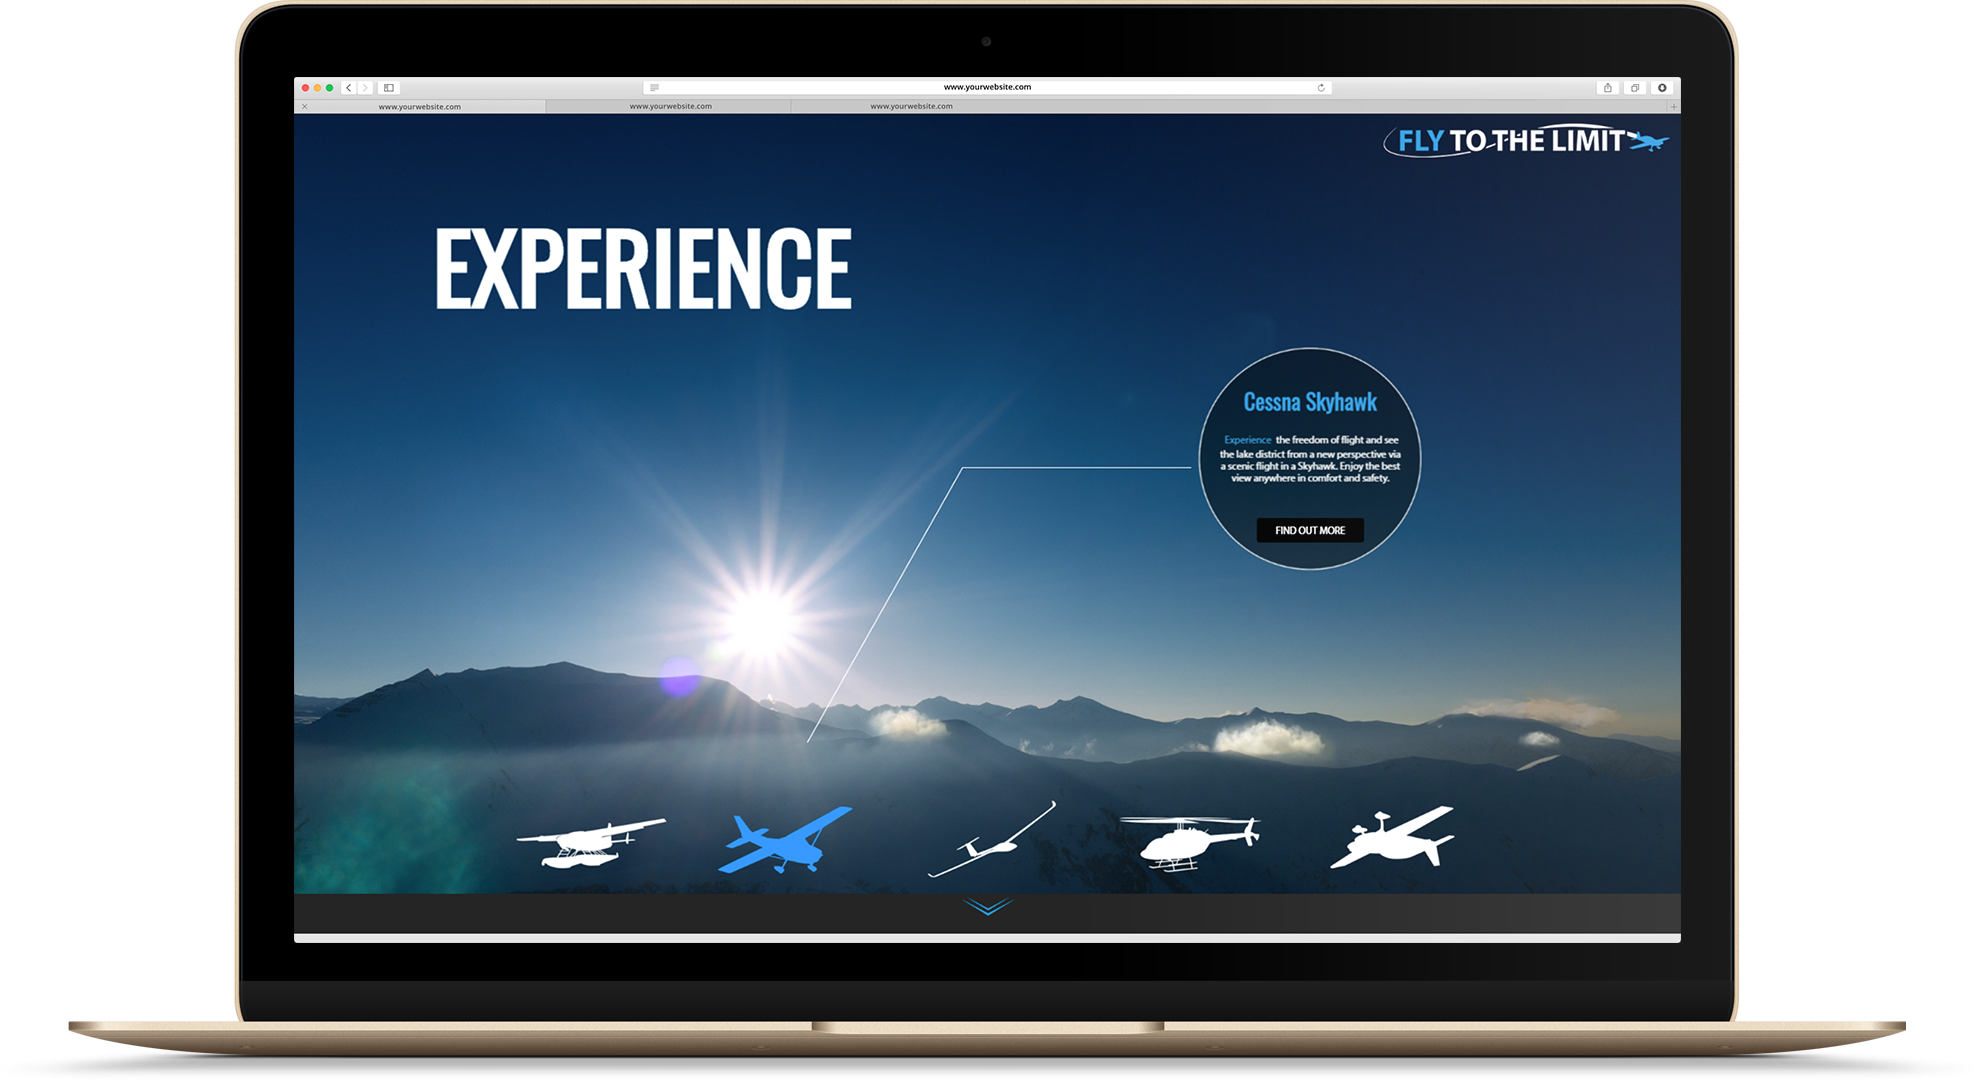 www.yourwebsite.com
www.yourwebsite.com
www.yourwebsite.com
www.yourwebsite.com
FLY TO THE LIMIT
EXPERIENCE
Cessna Skyhawk
Experience the freedom of flight and see
the lake district from a new perspective via
a scenic flight in a Skyhawk. Enjoy the best
view anywhere in comfort and safety.
FIND OUT MORE